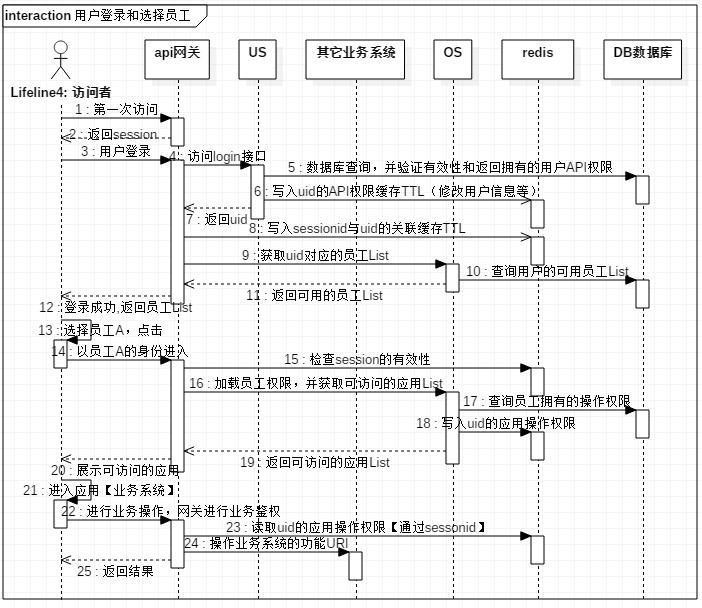 interaction 用户登录和选择员工
api网关
US
其它业务系统
OS
redis
DB数据库
Lifeline4: 访问者
1 : 第一次访问
2 : 返回session
3 : 用户登录
4 : 访问login接口
5 : 数据库查询，并验证有效性和返回拥有的用户API权限
6 : 写入uid的API权限缓存TTL（修改用户信息等）
7 : 返回uid
8 : 写入sessionid与uid的关联缓存TTL
9 : 获取uid对应的员工List
10 : 查询用户的可用员工List
11 : 返回可用的员工List
12 : 登录成功,返回员工List
13 : 选择员工A，点击
14 : 以员工A的身份进入
15 : 检查session的有效性
16 : 加载员工权限，并获取可访问的应用List
17 : 查询员工拥有的操作权限
18 : 写入uid的应用操作权限
19 : 返回可访问的应用List
20 : 展示可访问的应用
21 : 进入应用【业务系统】
22 : 进行业务操作，网关进行业务鉴权
23 : 读取uid的应用操作权限【通过sessonid】
24 : 操作业务系统的功能URI
25 : 返回结果